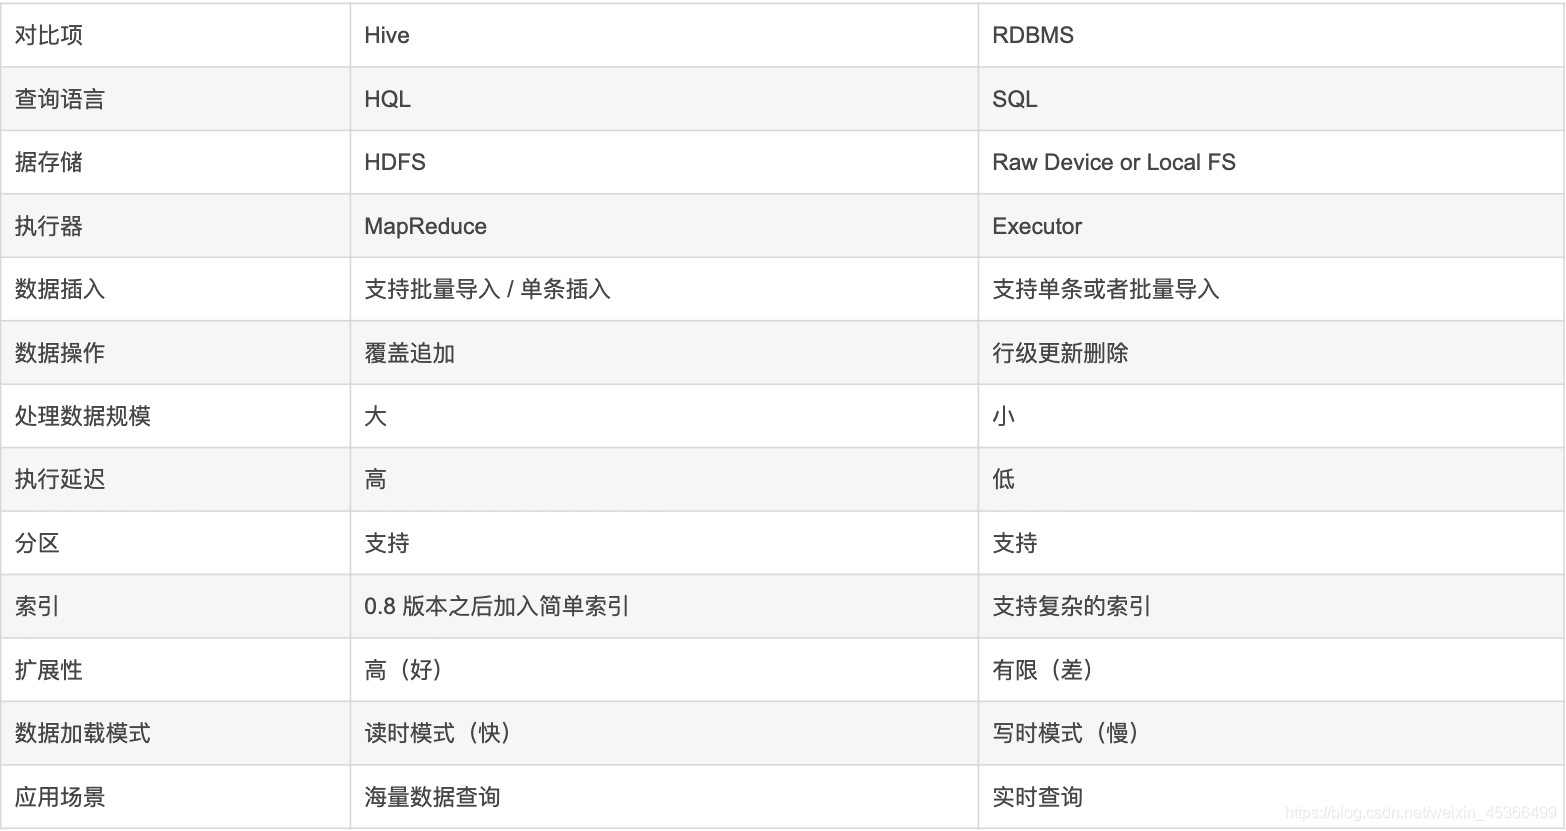 对比项 Hive RDBMS
查询语言 HQL SQL
据存储 HDFS Raw Device or Local FS
执行器 MapReduce Executor
数据插入 支持批量导入 / 单条插入 支持单条或者批量导入
数据操作 覆盖追加 行级更新删除
处理数据规模 大 小
执行延迟 高 低
分区 支持 支持
索引 0.8 版本之后加入简单索引 支持复杂的索引
扩展性 高（好） 有限（差）
数据加载模式 读时模式（快） 写时模式（慢）
应用场景 海量数据查询 实时查询
https://blog.csdn.net/weixin_45366499